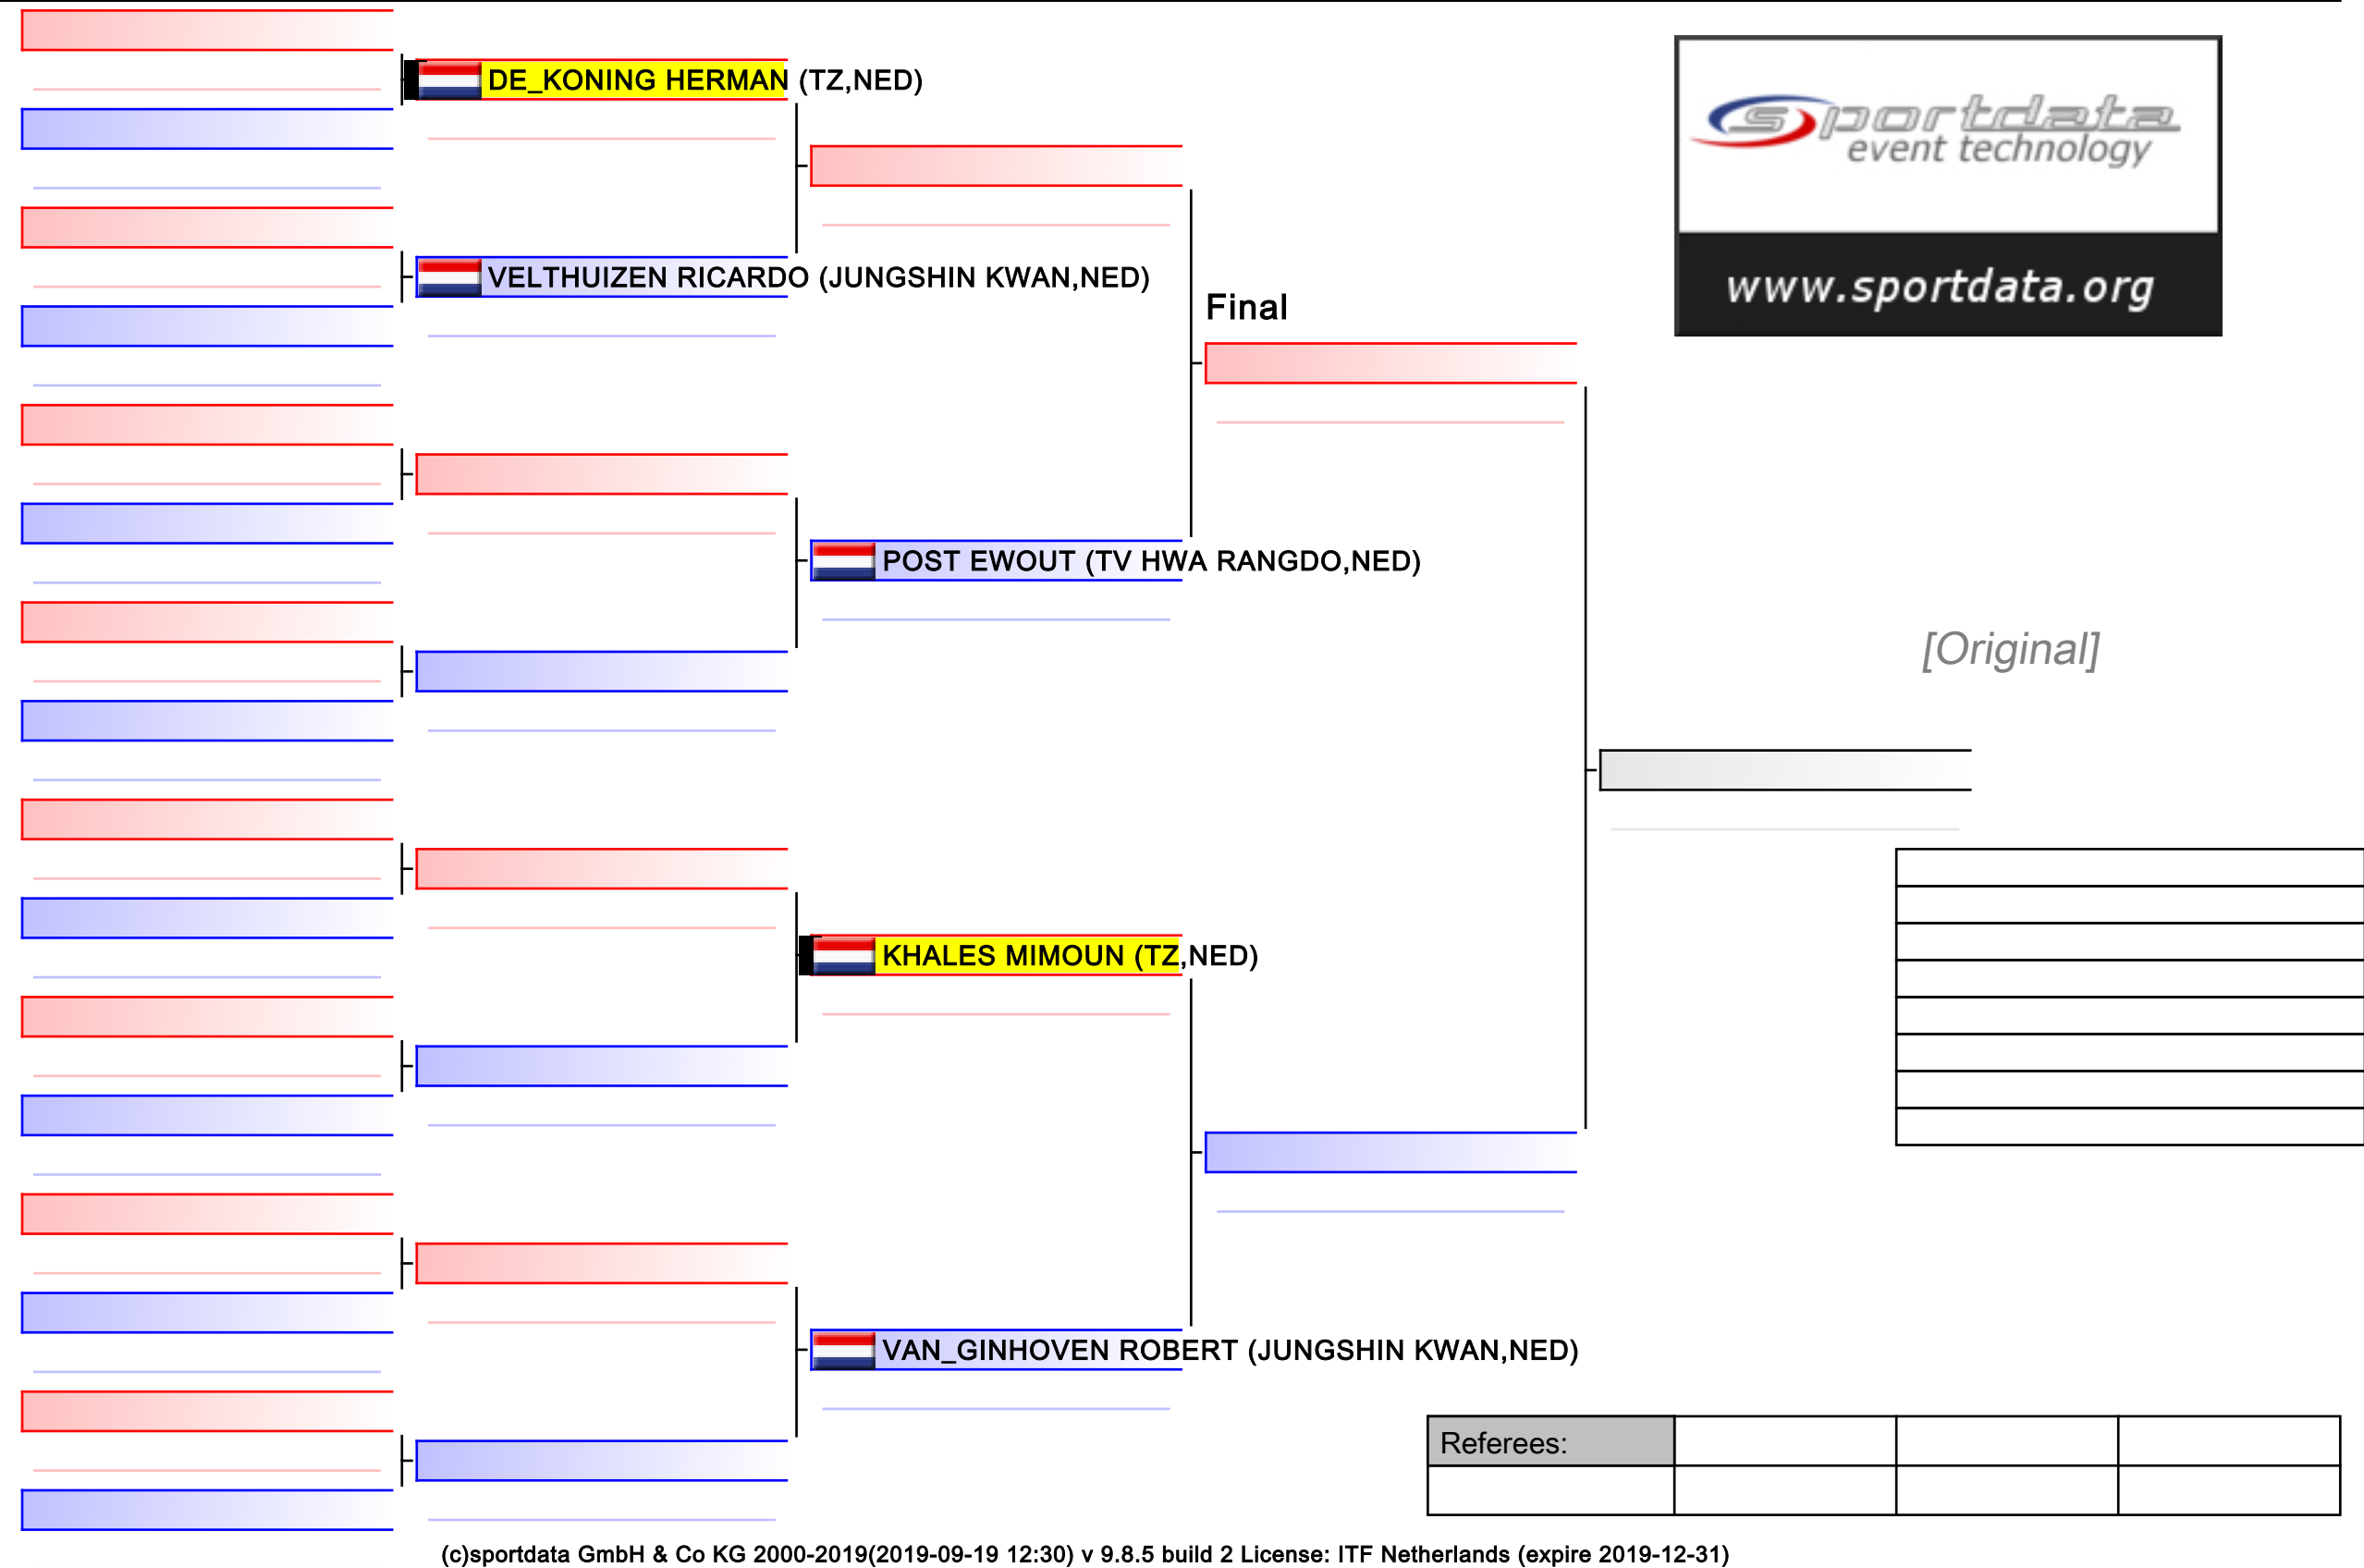 DE_KONING HERMAN (TZ,NED)
sportdata
event technology
www.sportdata.org
VELTHUIZEN RICARDO (JUNGSHIN KWAN,NED)
Final
POST EWOUT (TV HWA RANGDO,NED)
[Original]
KHALES MIMOUN (TZ,NED)
VAN_GINHOVEN ROBERT (JUNGSHIN KWAN,NED)
Referees:
(c)sportdata GmbH & Co KG 2000-2019(2019-09-19 12:30) v 9.8.5 build 2 License: ITF Netherlands (expire 2019-12-31)